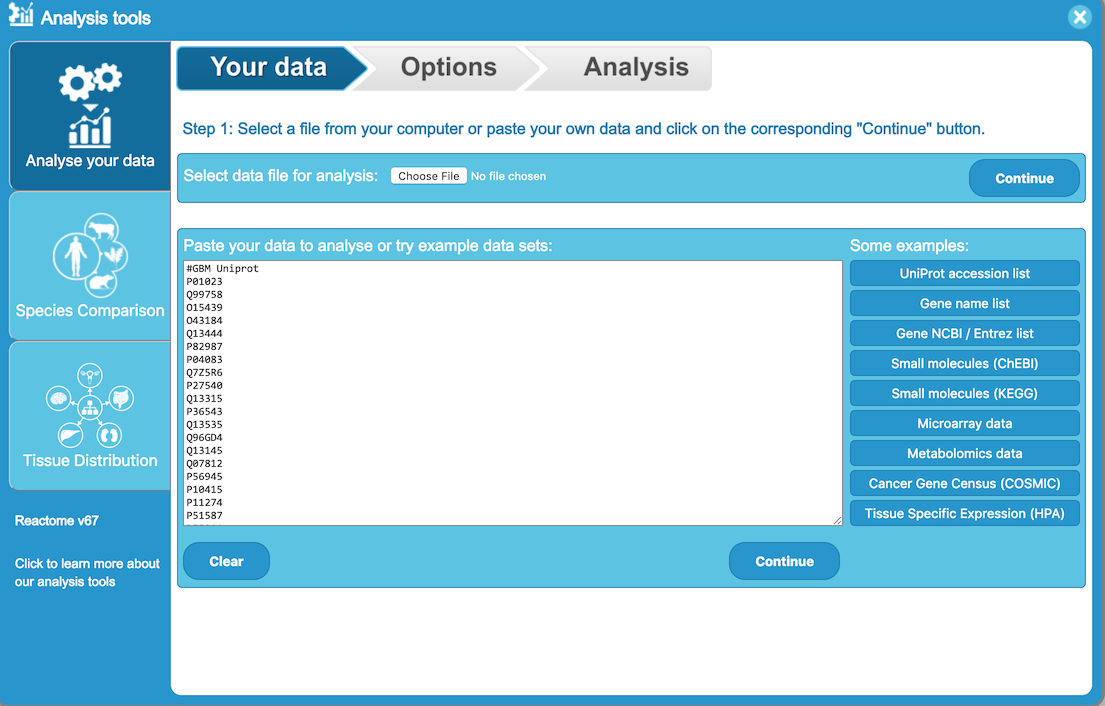 Analysis tools
Analyse your data
Species Comparison
Tissue Distribution
Reactome v67
Click to learn more about
our analysis tools
Your data
Options
Analysis
Step 1: Select a file from your computer or paste your own data and click on the corresponding "Continue" button.
Select data file for analysis: Choose File No file chosen
Continue
Paste your data to analyse or try example data sets:
#GBM Uniprot
P01023
Q99758
O15439
O43184
Q13444
P82987
P04083
Q7Z5R6
P27540
Q13315
P36543
Q13535
Q96GD4
Q13145
Q07812
P56945
P10415
P11274
P51587
Clear
Continue
Some examples:
UniProt accession list
Gene name list
Gene NCBI / Entrez list
Small molecules (ChEBI)
Small molecules (KEGG)
Microarray data
Metabolomics data
Cancer Gene Census (COSMIC)
Tissue Specific Expression (HPA)